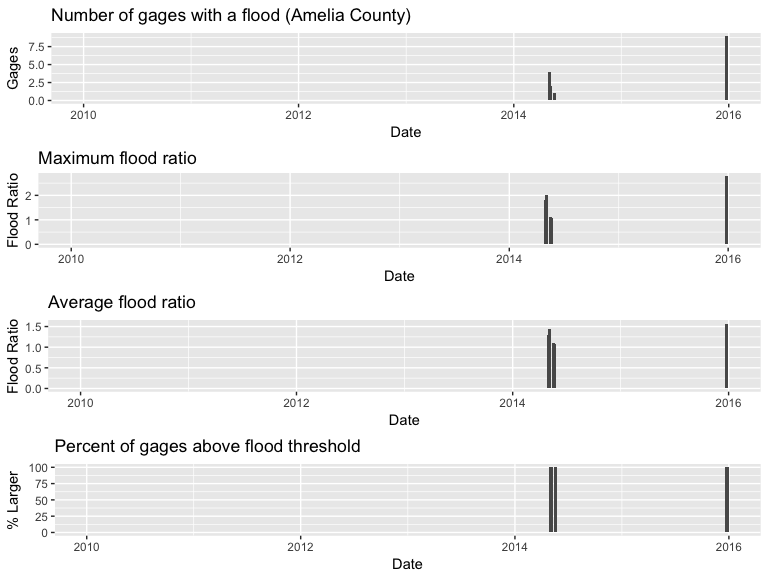 Number of gages with a flood (Amelia County)
Gages
7.5
5.0
2.5
0.0
2010 2012 2014 2016
Date
Maximum flood ratio
Flood Ratio
2
1
0
2010 2012 2014 2016
Date
Average flood ratio
Flood Ratio
1.5
1.0
0.5
0.0
2010 2012 2014 2016
Date
Percent of gages above flood threshold
% Larger
100
75
50
25
0
2010 2012 2014 2016
Date